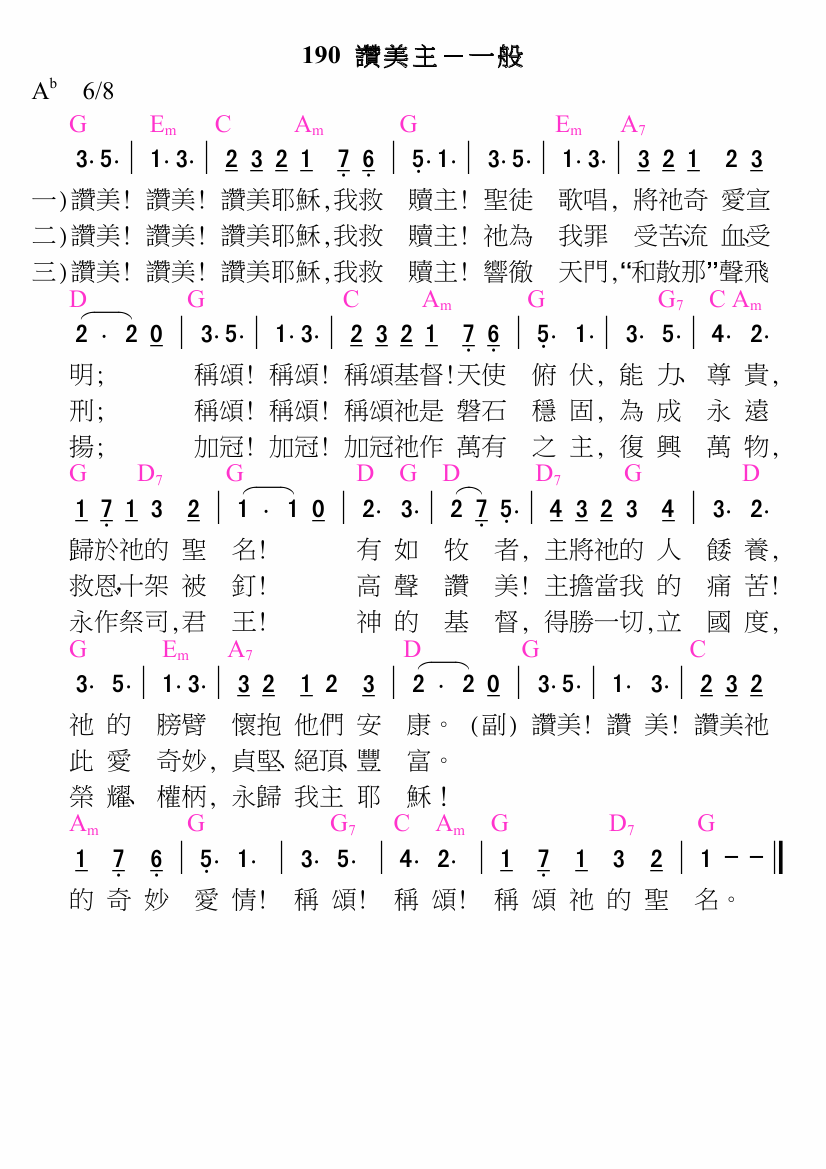 190 讚美主－一般
A♭ 6/8
G Em C Am G Em A7
3· 5· | 1· 3· | 2 3 2 1 7 6 | 5· 1· | 3· 5· | 1· 3· | 3 2 1 2 3
一)讚美! 讚美! 讚美耶穌,我救 贖主! 聖徒 歌唱, 將祂奇 愛宣
二)讚美! 讚美! 讚美耶穌,我救 贖主! 祂為 我罪 受苦、流 血、受
三)讚美! 讚美! 讚美耶穌,我救 贖主! 響徹 天門,“和散那”聲飛
D G C Am G G7 C Am
2 · 2 0 | 3· 5· | 1· 3· | 2 3 2 1 7 6 | 5· 1· | 3· 5· | 4· 2·
明; 稱頌! 稱頌! 稱頌基督!天使 俯 伏, 能 力、 尊 貴,
刑; 稱頌! 稱頌! 稱頌祂是 磐石 穩 固, 為 成 永 遠
揚; 加冠! 加冠! 加冠祂作 萬有 之 主, 復 興 萬 物,
G D7 G D G D D7 G D
1 7 1 3 2 | 1 · 1 0 | 2· 3· | 2 7 5· | 4 3 2 3 4 | 3· 2·
歸於祂的 聖 名! 有 如 牧 者, 主將祂的 人 餧 養,
救恩,十架 被 釘! 高 聲 讚 美! 主擔當我 的 痛 苦!
永作祭司,君 王! 神 的 基 督, 得勝一切,立 國 度,
G Em A7 D G C
3· 5· | 1· 3· | 3 2 1 2 3 | 2 · 2 0 | 3· 5· | 1· 3· | 2 3 2
祂 的 膀臂 懷抱 他們 安 康。 (副) 讚美! 讚 美! 讚美祂
此 愛 奇妙, 貞堅、絕頂、豐 富。
榮 耀、 權柄, 永歸 我主 耶 穌!
Am G G7 C Am G D7 G
1 7 6 | 5· 1· | 3· 5· | 4· 2· | 1 7 1 3 2 | 1 － － ‖
的 奇 妙 愛 情! 稱 頌! 稱 頌! 稱 頌 祂 的 聖 名。